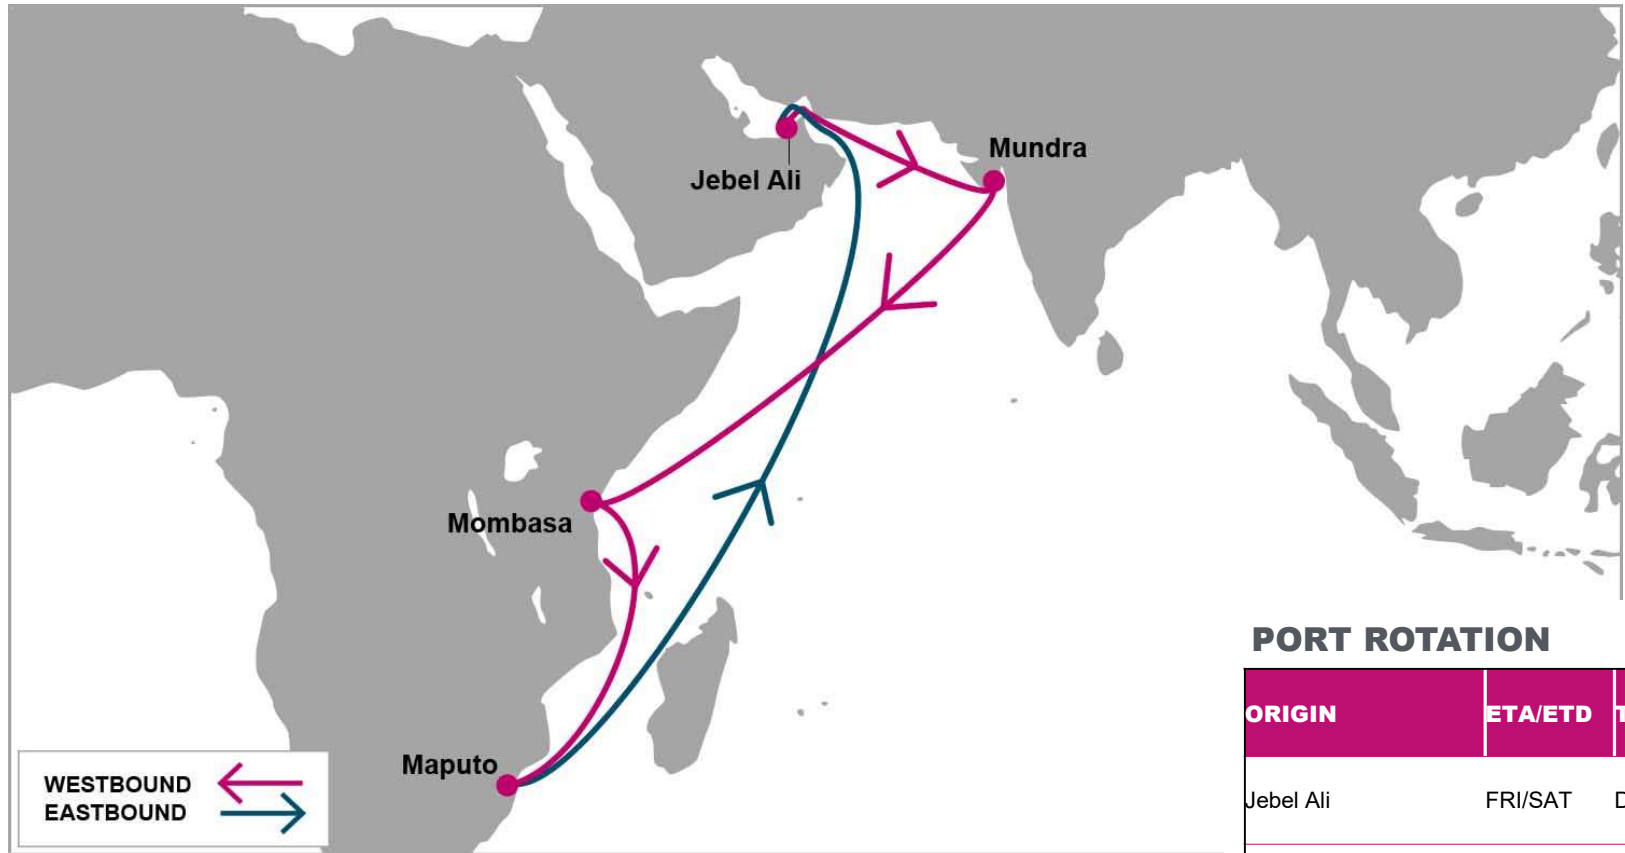 Mundra
Jebel Ali
Mombasa
Maputo
WESTBOUND
EASTBOUND
PORT ROTATION
ORIGIN ETA/ETD
Jebel Ali FRI/SAT